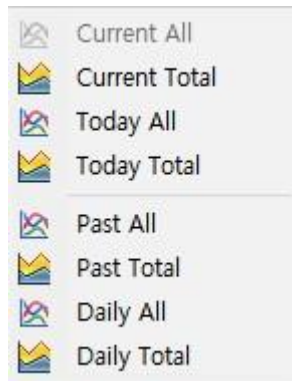 Current All
Current Total
Today All
Today Total
Past All
Past Total
Daily All
Daily Total